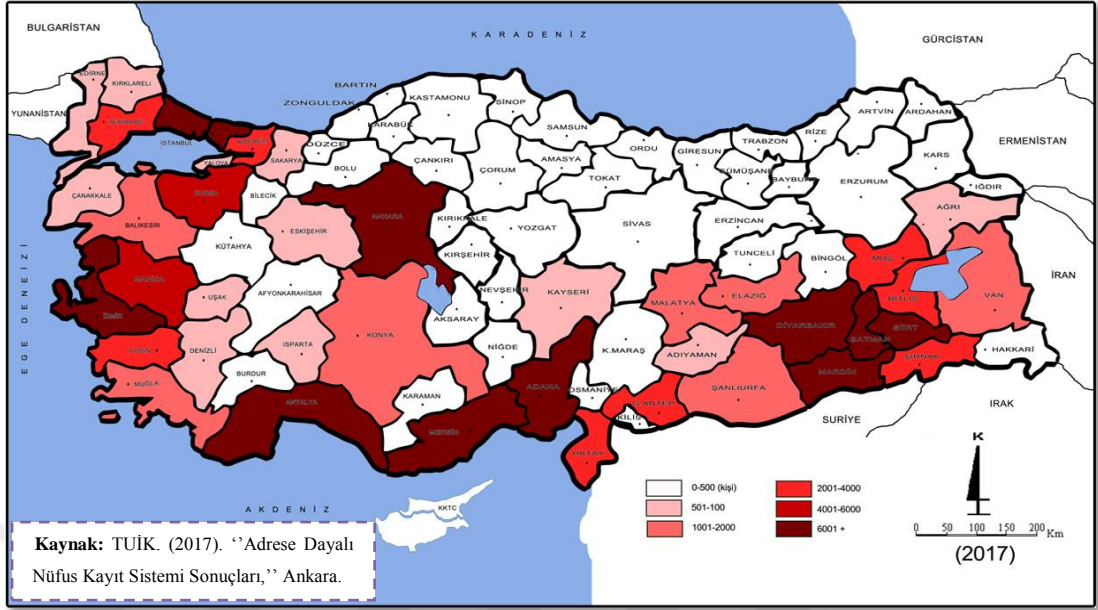 BULGARİSTAN
KARADENİZ
GÜRCİSTAN
YUNANİSTAN
ERMENİSTAN
İRAN
IRAK
SURİYE
EGE DENEİZİ
AKDENİZ
KKTC
EDİRNE
KIRKLARELİ
TEKİRDAĞ
İSTANBUL
KOCAELİ
YALOVA
SAKARYA
DÜZCE
ZONGULDAK
BARTIN
KARABÜK
KASTAMONU
SİNOP
SAMSUN
ORDU
GİRESUN
TRABZON
RİZE
ARTVİN
ARDAHAN
KARS
IĞDIR
ÇANAKKALE
BALIKESİR
BURSA
BİLECİK
BOLU
ÇANKIRI
ÇORUM
AMASYA
TOKAT
GÜMÜŞANE
BAYBURT
ERZURUM
AĞRI
KÜTAHYA
ESKİŞEHİR
ANKARA
KIRIKKALE
KIRŞEHİR
YOZGAT
SİVAS
ERZİNCAN
TUNCELİ
BİNGÖL
MUŞ
BİTLİS
VAN
İZMİR
MANİSA
UŞAK
AFYONKARAHİSAR
KONYA
AKSARAY
NEVŞEHİR
KAYSERİ
MALATYA
ELAZIĞ
DİYARBAKIR
BATMAN
SİİRT
ŞIRNAK
HAKKARİ
AYDIN
DENİZLİ
ISPARTA
BURDUR
MUĞLA
ANTALYA
KARAMAN
NİĞDE
MERSİN
ADAHA
OSMANİYE
K.MARAŞ
ADIYAMAN
ŞANLIURFA
MARDİN
G.ANTEP
KİLİS
HATAY
0-500 (kişi)
501-100
1001-2000
2001-4000
4001-6000
6001 +
K
0 50 100 150 200 Km
(2017)
Kaynak: TUİK. (2017). ‘’Adrese Dayalı
Nüfus Kayıt Sistemi Sonuçları,’’ Ankara.